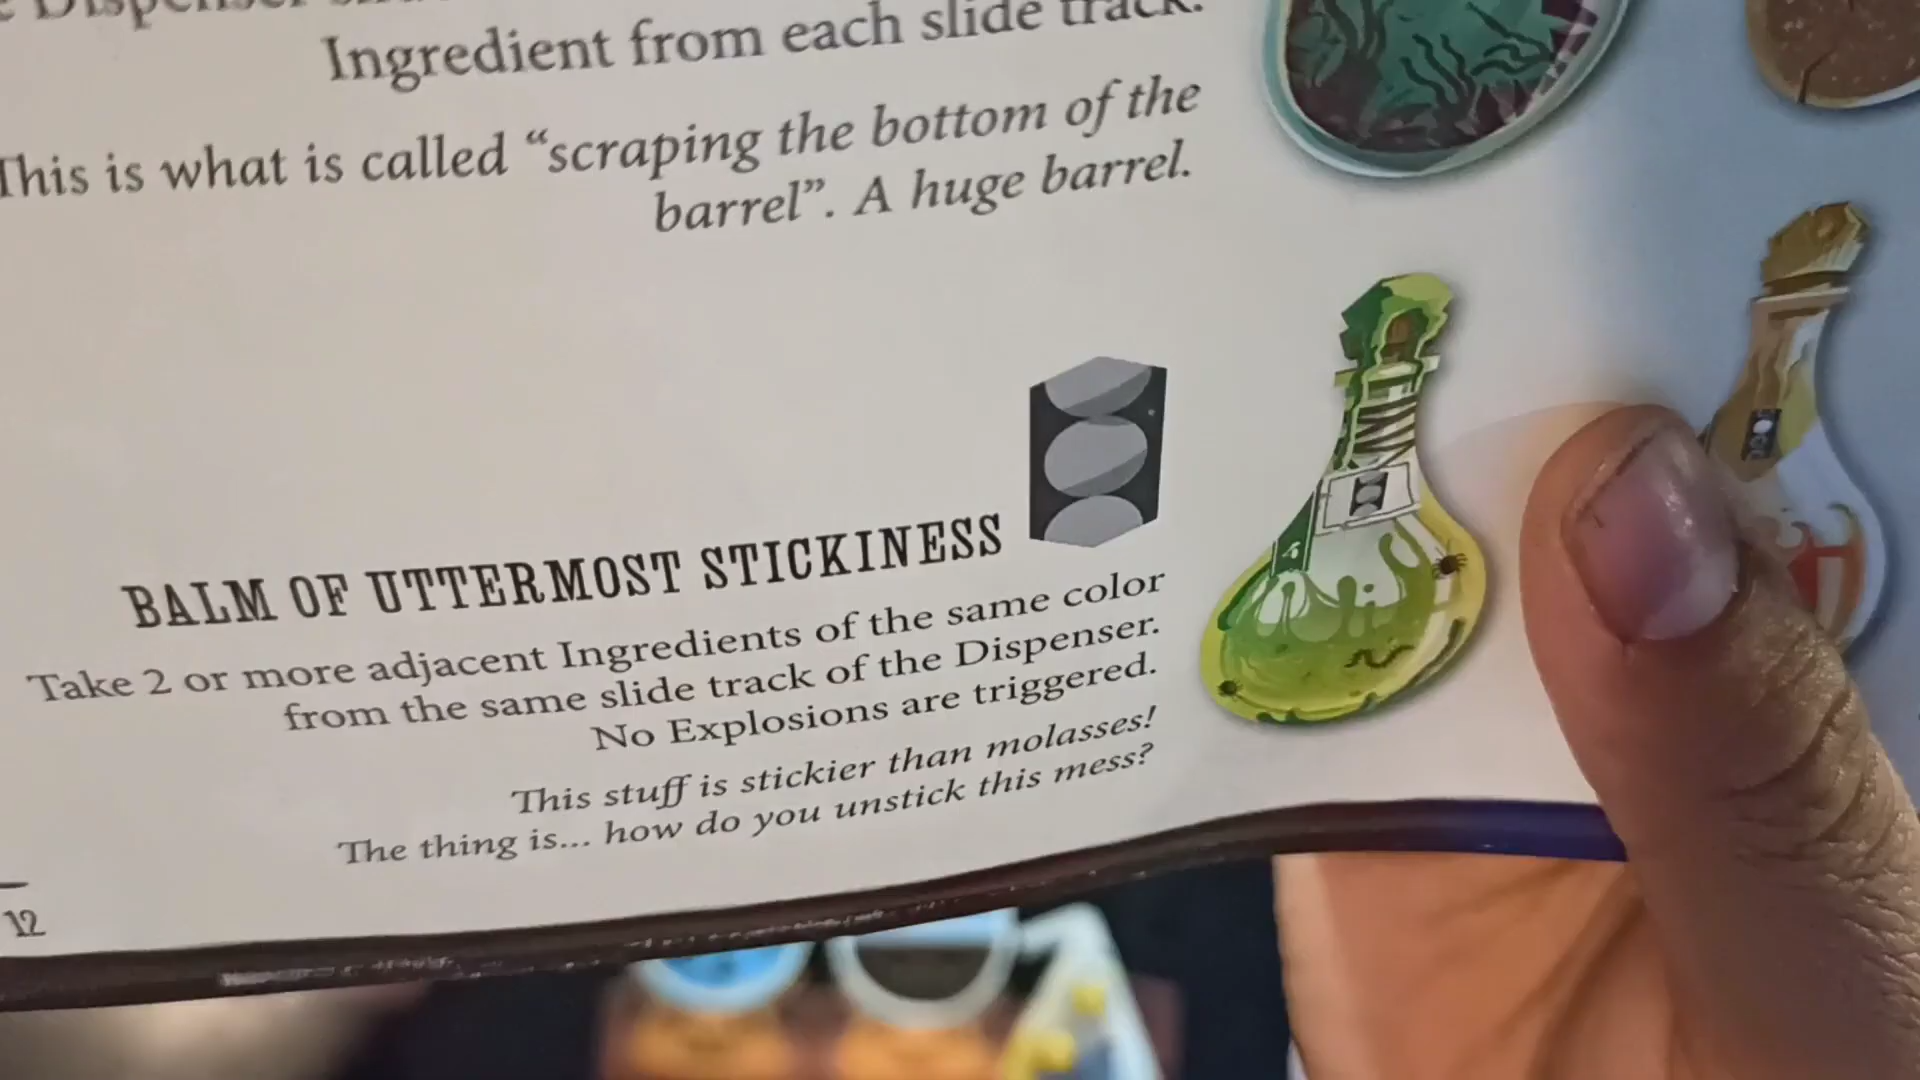 Dispenser
Ingredient from each slide track.
This is what is called “scraping the bottom of the
barrel”. A huge barrel.
BALM OF UTTERMOST STICKINESS
Take 2 or more adjacent Ingredients of the same color
from the same slide track of the Dispenser.
No Explosions are triggered.
This stuff is stickier than molasses!
The thing is... how do you unstick this mess?
12